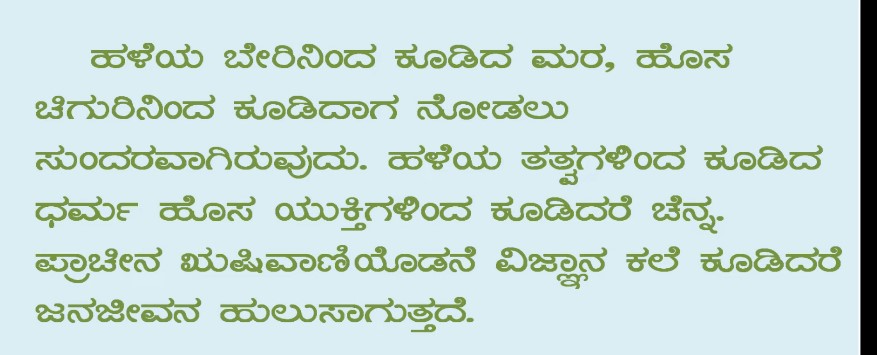 ಹಳೆಯ ಬೇರಿನಿಂದ ಕೂಡಿದ ಮರ, ಹೊಸ
ಚಿಗುರಿನಿಂದ ಕೂಡಿದಾಗ ನೋಡಲು
ಸುಂದರವಾಗಿರುವುದು. ಹಳೆಯ ತತ್ವಗಳಿಂದ ಕೂಡಿದ
ಧರ್ಮ ಹೊಸ ಯುಕ್ತಿಗಳಿಂದ ಕೂಡಿದರೆ ಚೆನ್ನ.
ಪ್ರಾಚೀನ ಋಷಿವಾಣಿಯೊಡನೆ ವಿಜ್ಞಾನ ಕಲೆ ಕೂಡಿದರೆ
ಜನಜೀವನ ಹುಲುಸಾಗುತ್ತದೆ.